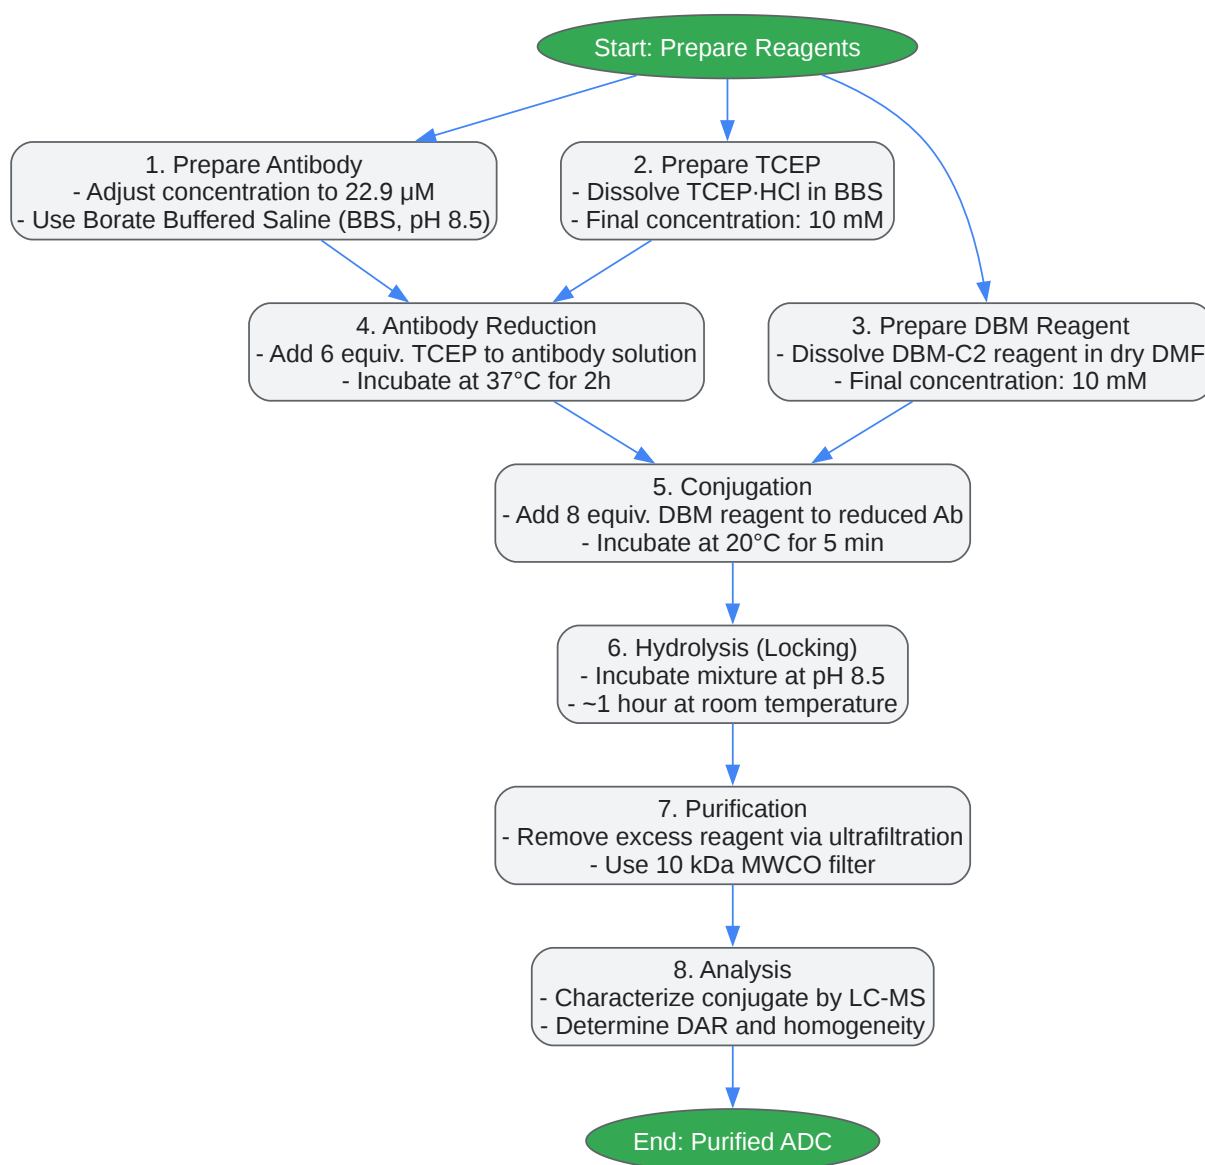 Start: Prepare Reagents
1. Prepare Antibody
- Adjust concentration to 22.9 µM
- Use Borate Buffered Saline (BBS, pH 8.5)
2. Prepare TCEP
- Dissolve TCEP·HCl in BBS
- Final concentration: 10 mM
4. Antibody Reduction
- Add 6 equiv. TCEP to antibody solution
- Incubate at 37°C for 2h
3. Prepare DBM Reagent
- Dissolve DBM-C2 reagent in dry DMF
- Final concentration: 10 mM
5. Conjugation
- Add 8 equiv. DBM reagent to reduced Ab
- Incubate at 20°C for 5 min
6. Hydrolysis (Locking)
- Incubate mixture at pH 8.5
- ~1 hour at room temperature
7. Purification
- Remove excess reagent via ultrafiltration
- Use 10 kDa MWCO filter
8. Analysis
- Characterize conjugate by LC-MS
- Determine DAR and homogeneity
End: Purified ADC